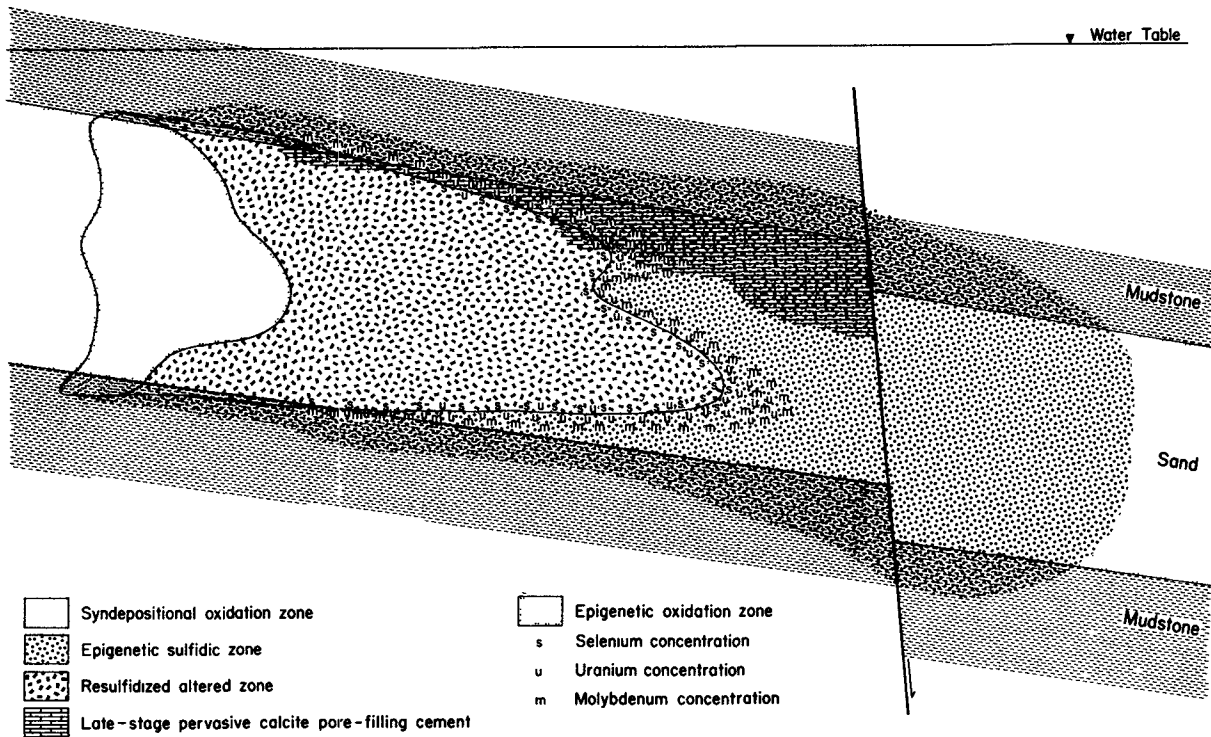 Water Table
Mudstone
Sand
Mudstone
Syndepositional oxidation zone
Epigenetic sulfidic zone
Resulfidized altered zone
Late-stage pervasive calcite pore-filling cement
Epigenetic oxidation zone
s Selenium concentration
u Uranium concentration
m Molybdenum concentration